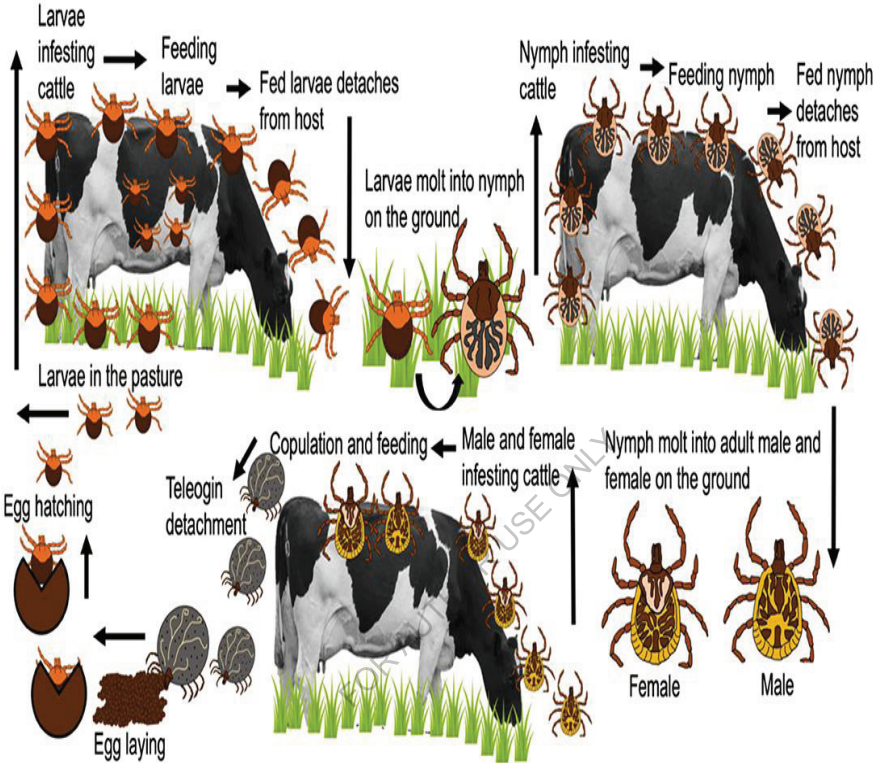 Larvae
infesting
cattle
Feeding
larvae
Fed larvae detaches
from host
Larvae molt into nymph
on the ground
Nymph infesting
cattle
Feeding nymph
Fed nymph
detaches
from host
Nymph molt into adult male and
female on the ground
Female
Male
Male and female
infesting cattle
Copulation and feeding
Teleogin
detachment
Egg laying
Egg hatching
Larvae in the pasture
USE ONLY
FOR